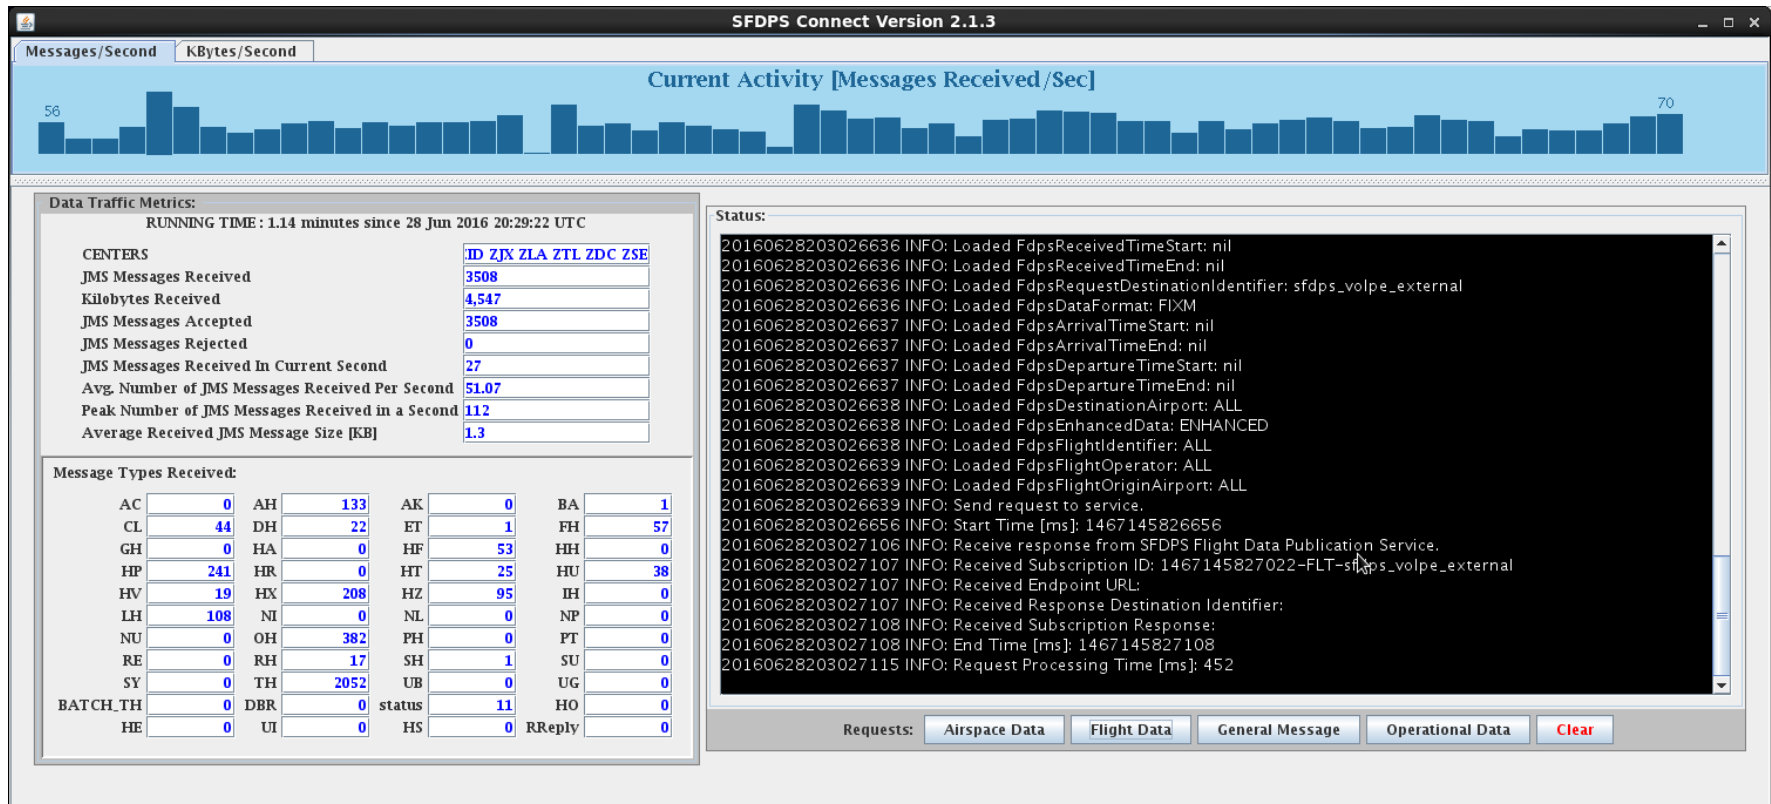 SFDPS Connect Version 2.1.3
Messages/Second KBytes/Second
Current Activity [Messages Received/Sec]
56
70
Data Traffic Metrics:
RUNNING TIME : 1.14 minutes since 28 Jun 2016 20:29:22 UTC
CENTERS ZJX ZLA ZTL ZDC ZSE
JMS Messages Received 3508
Kilobytes Received 4,547
JMS Messages Accepted 3508
JMS Messages Rejected 0
JMS Messages Received In Current Second 27
Avg. Number of JMS Messages Received Per Second 51.07
Peak Number of JMS Messages Received in a Second 112
Average Received JMS Message Size [KB] 1.3
Message Types Received:
AC 0 AH 133 AK 0 BA 1
CL 44 DH 22 ET 1 FH 57
GH 0 HA 0 HF 53 HH 0
HP 241 HR 0 HT 25 HU 38
HV 19 HX 208 HZ 95 IH 0
LH 108 NI 0 NL 0 NP 0
NU 0 OH 382 PH 0 PT 0
RE 0 RH 17 SH 1 SU 0
SY 0 TH 2052 UB 0 UG 0
BATCH_TH 0 DBR 0 status 11 HO 0
HE 0 UI 0 HS 0 RReply 0
Status:
20160628203026636 INFO: Loaded FdpsReceivedTimeStart: nil
20160628203026636 INFO: Loaded FdpsReceivedTimeEnd: nil
20160628203026636 INFO: Loaded FdpsRequestDestinationIdentifier: sfdps_volpe_external
20160628203026636 INFO: Loaded FdpsDataFormat: FIXM
20160628203026637 INFO: Loaded FdpsArrivalTimeStart: nil
20160628203026637 INFO: Loaded FdpsArrivalTimeEnd: nil
20160628203026637 INFO: Loaded FdpsDepartureTimeStart: nil
20160628203026637 INFO: Loaded FdpsDepartureTimeEnd: nil
20160628203026638 INFO: Loaded FdpsDestinationAirport: ALL
20160628203026638 INFO: Loaded FdpsEnhancedData: ENHANCED
20160628203026638 INFO: Loaded FdpsFlightIdentifier: ALL
20160628203026639 INFO: Loaded FdpsFlightOperator: ALL
20160628203026639 INFO: Loaded FdpsFlightOriginAirport: ALL
20160628203026639 INFO: Send request to service.
20160628203026656 INFO: Start Time [ms]: 1467145826656
20160628203027106 INFO: Receive response from SFDPS Flight Data Publication Service.
20160628203027107 INFO: Received Subscription ID: 1467145827022-FLT-sfdps_volpe_external
20160628203027107 INFO: Received Endpoint URL:
20160628203027107 INFO: Received Response Destination Identifier:
20160628203027108 INFO: Received Subscription Response:
20160628203027108 INFO: End Time [ms]: 1467145827108
20160628203027115 INFO: Request Processing Time [ms]: 452
Requests: Airspace Data Flight Data General Message Operational Data Clear